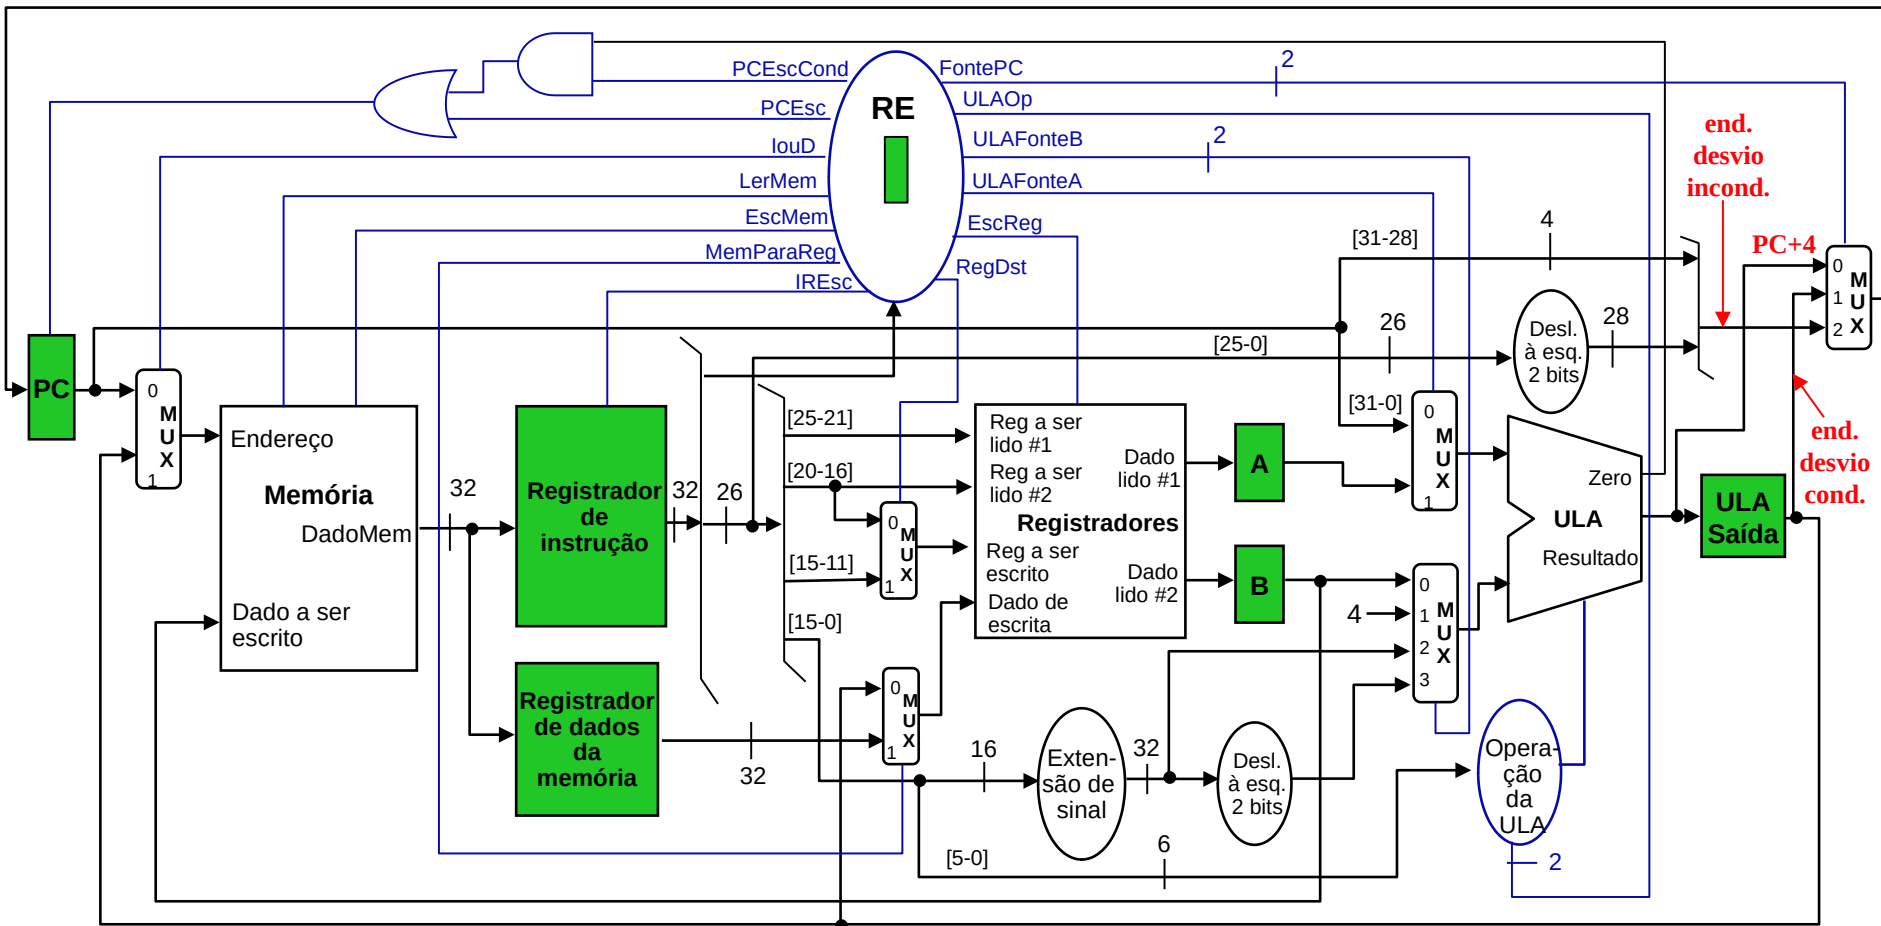 2
PCEscCond
FontePC
PCEsc
RE
ULAOp
IouD
2
ULAFonteB
LerMem
ULAFonteA
EscMem
EscReg
MemParaReg
RegDst
IREsc
end.
desvio
incond.
4
[31-28]
PC+4
0
1
2
M
U
X
26
28
[25-0]
Desl.
à esq.
2 bits
PC
0
M
U
X
1
Endereço
Memória
DadoMem
Dado a ser
escrito
32
Registrador
de
instrução
32
26
[25-21]
[20-16]
[15-11]
[15-0]
0
M
U
X
1
Reg a ser
lido #1
Reg a ser
lido #2
Registradores
Reg a ser
escrito
Dado de
escrita
Dado
lido #1
Dado
lido #2
A
B
[31-0]
0
M
U
X
1
4
0
1
2
3
M
U
X
Zero
ULA
Resultado
ULA
Saída
end.
desvio
cond.
Registrador
de dados
da
memória
32
0
M
U
X
1
16
Exten-
são de
sinal
32
Desl.
à esq.
2 bits
Opera-
ção
da
ULA
[5-0]
6
2